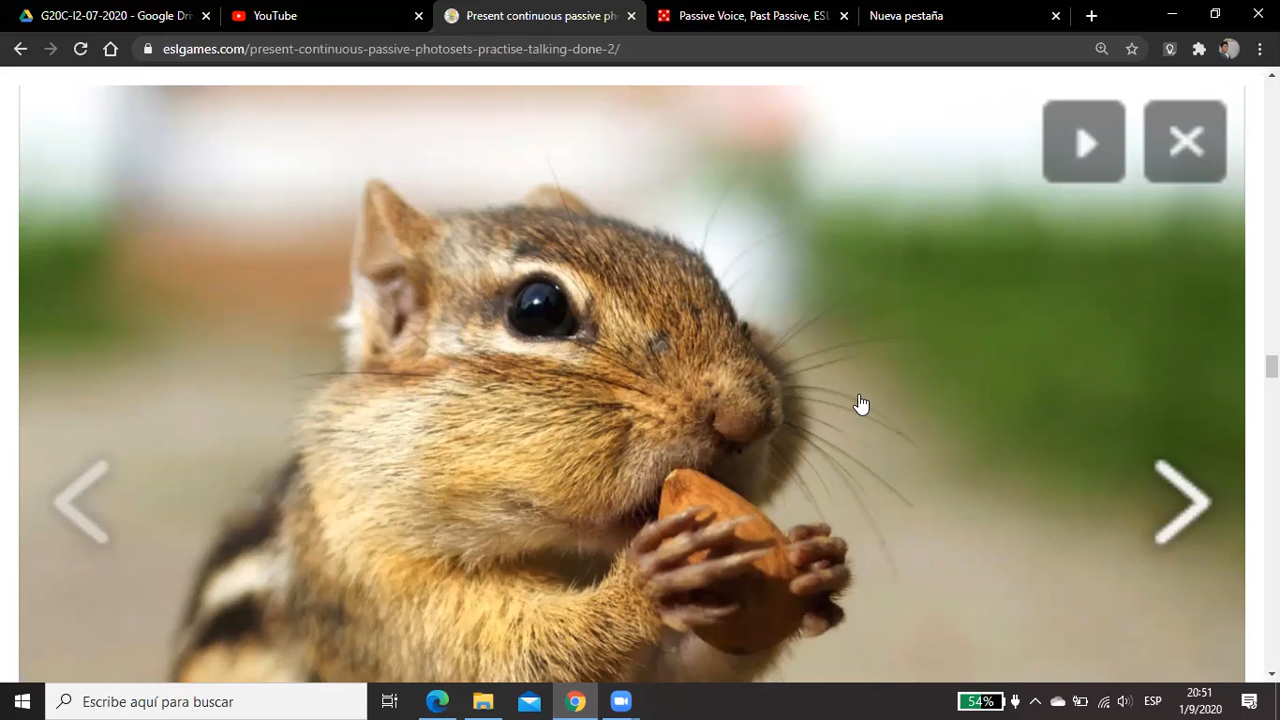 G20C-I2-07-2020 - Google Dri
YouTube
Present continuous passive ph
Passive Voice, Past Passive, ESL
Nueva pestaña
eslgames.com/present-continuous-passive-photosets-practise-talking-done-2/
Escribe aquí para buscar
54%
ESP
20:51
1/9/2020